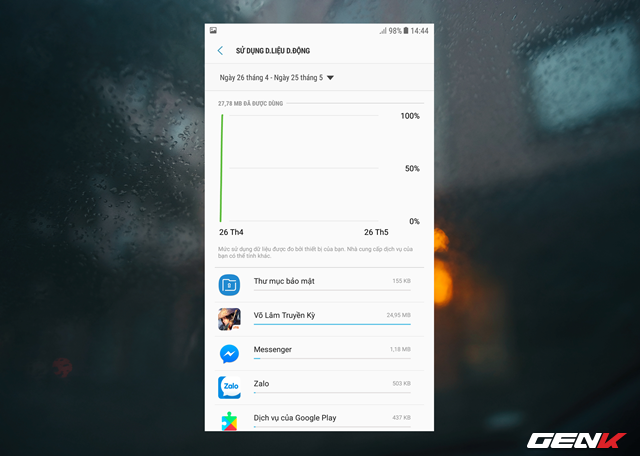 98% 14:44
SỬ DỤNG D.LIỆU D.ĐỘNG
Ngày 26 tháng 4 - Ngày 25 tháng 5
27,78 MB ĐÃ ĐƯỢC DÙNG
100%
50%
0%
26 Th4 26 Th5
Mức sử dụng dữ liệu được đo bởi thiết bị của bạn. Nhà cung cấp dịch vụ của
bạn có thể tính khác.
Thư mục bảo mật 155 KB
Võ Lâm Truyền Kỳ 24,95 MB
Messenger 1,18 MB
Zalo
Zalo 503 KB
Dịch vụ của Google Play 437 KB
GENK